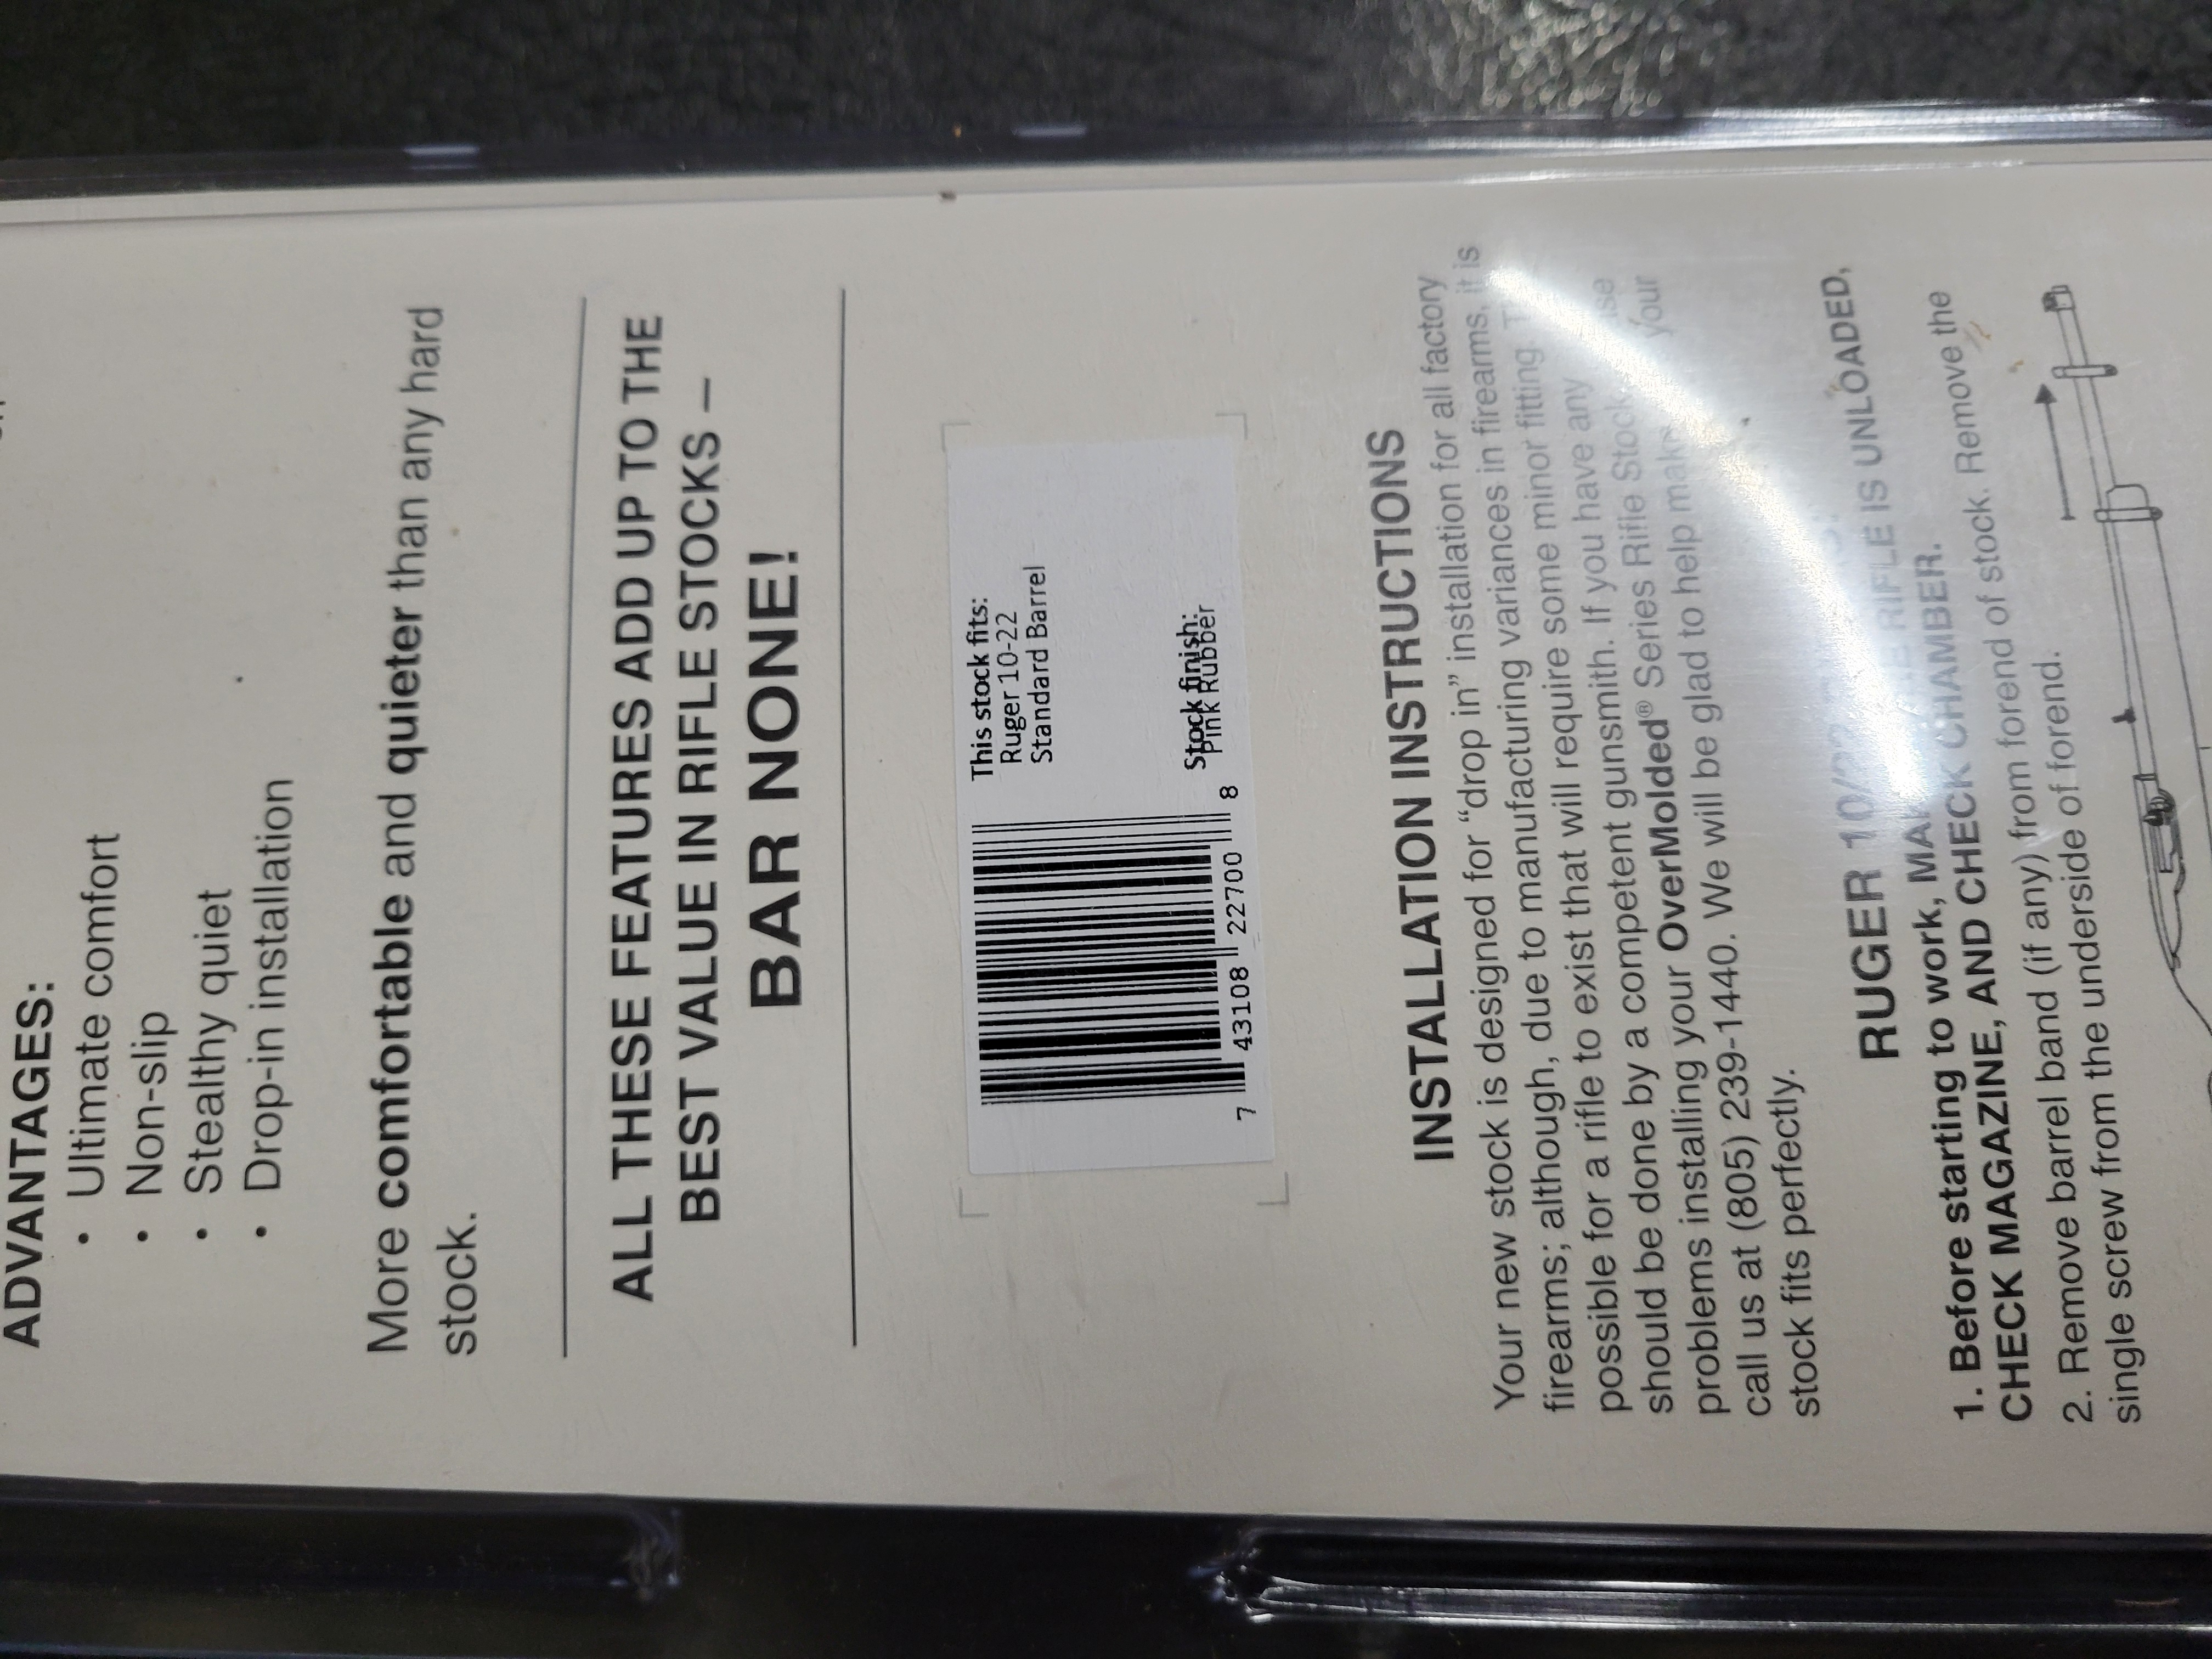 ADVANTAGES:
• Ultimate comfort
• Non-slip
• Stealthy quiet
• Drop-in installation
More comfortable and quieter than any hard
stock.
ALL THESE FEATURES ADD UP TO THE
BEST VALUE IN RIFLE STOCKS –
BAR NONE!
This stock fits:
Ruger 10-22
Standard Barrel
Stock finish:
Pink Rubber
7 43108 22700 8
INSTALLATION INSTRUCTIONS
Your new stock is designed for “drop in” installation for all factory
firearms; although, due to manufacturing variances in firearms, it is
possible for a rifle to exist that will require some minor fitting.
should be done by a competent gunsmith. If you have any
problems installing your OverMolded® Series Rifle Stock, your
call us at (805) 239-1440. We will be glad to help make
stock fits perfectly.
RUGER 10/22
1. Before starting to work, RIFLE IS UNLOADED,
CHECK MAGAZINE, AND CHECK CHAMBER.
2. Remove barrel band (if any) from forend of stock. Remove the
single screw from the underside of forend.